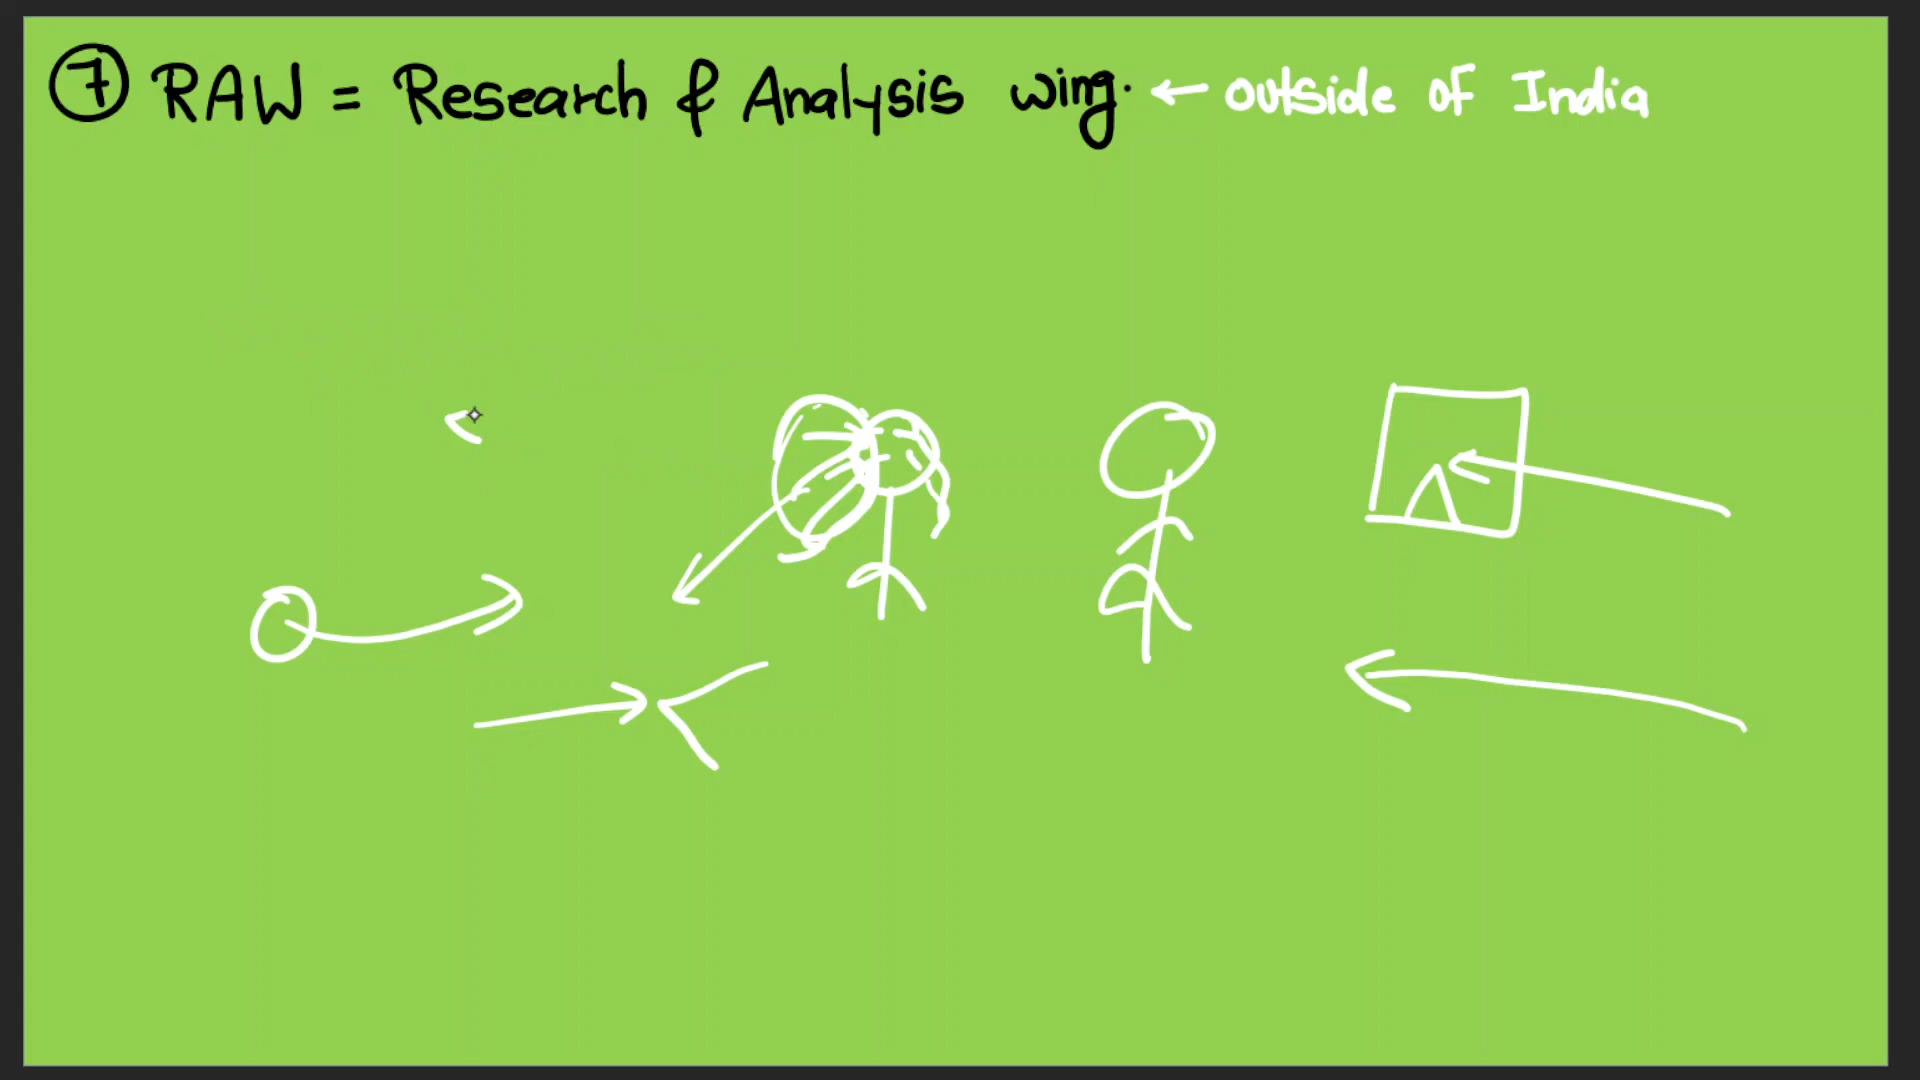 7 RAW = Research & Analysis wing. ← outside of India